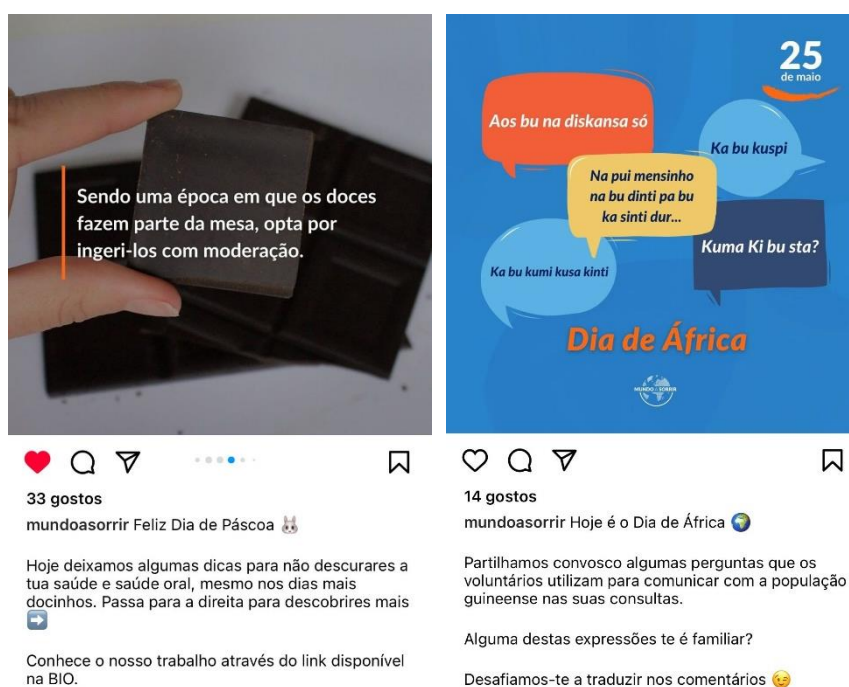 Sendo uma época em que os doces
fazem parte da mesa, opta por
ingeri-los com moderação.
33 gostos
mundoasorrir Feliz Dia de Páscoa 🐰
Hoje deixamos algumas dicas para não descurares a
tua saúde e saúde oral, mesmo nos dias mais
docinhos. Passa para a direita para descobrires mais
➡️
Conhece o nosso trabalho através do link disponível
na BIO.
25
de maio
Aos bu na diskansa só
Ka bu kuspi
Na pui mensinho
na bu dinti pa bu
ka sinti dur...
Kuma Ki bu sta?
Ka bu kumi kusa kinti
Dia de África
MUNDO A SORRIR
14 gostos
mundoasorrir Hoje é o Dia de África 🌍
Partilhamos convosco algumas perguntas que os
voluntários utilizam para comunicar com a população
guineense nas suas consultas.
Alguma destas expressões te é familiar?
Desafiamos-te a traduzir nos comentários 😉